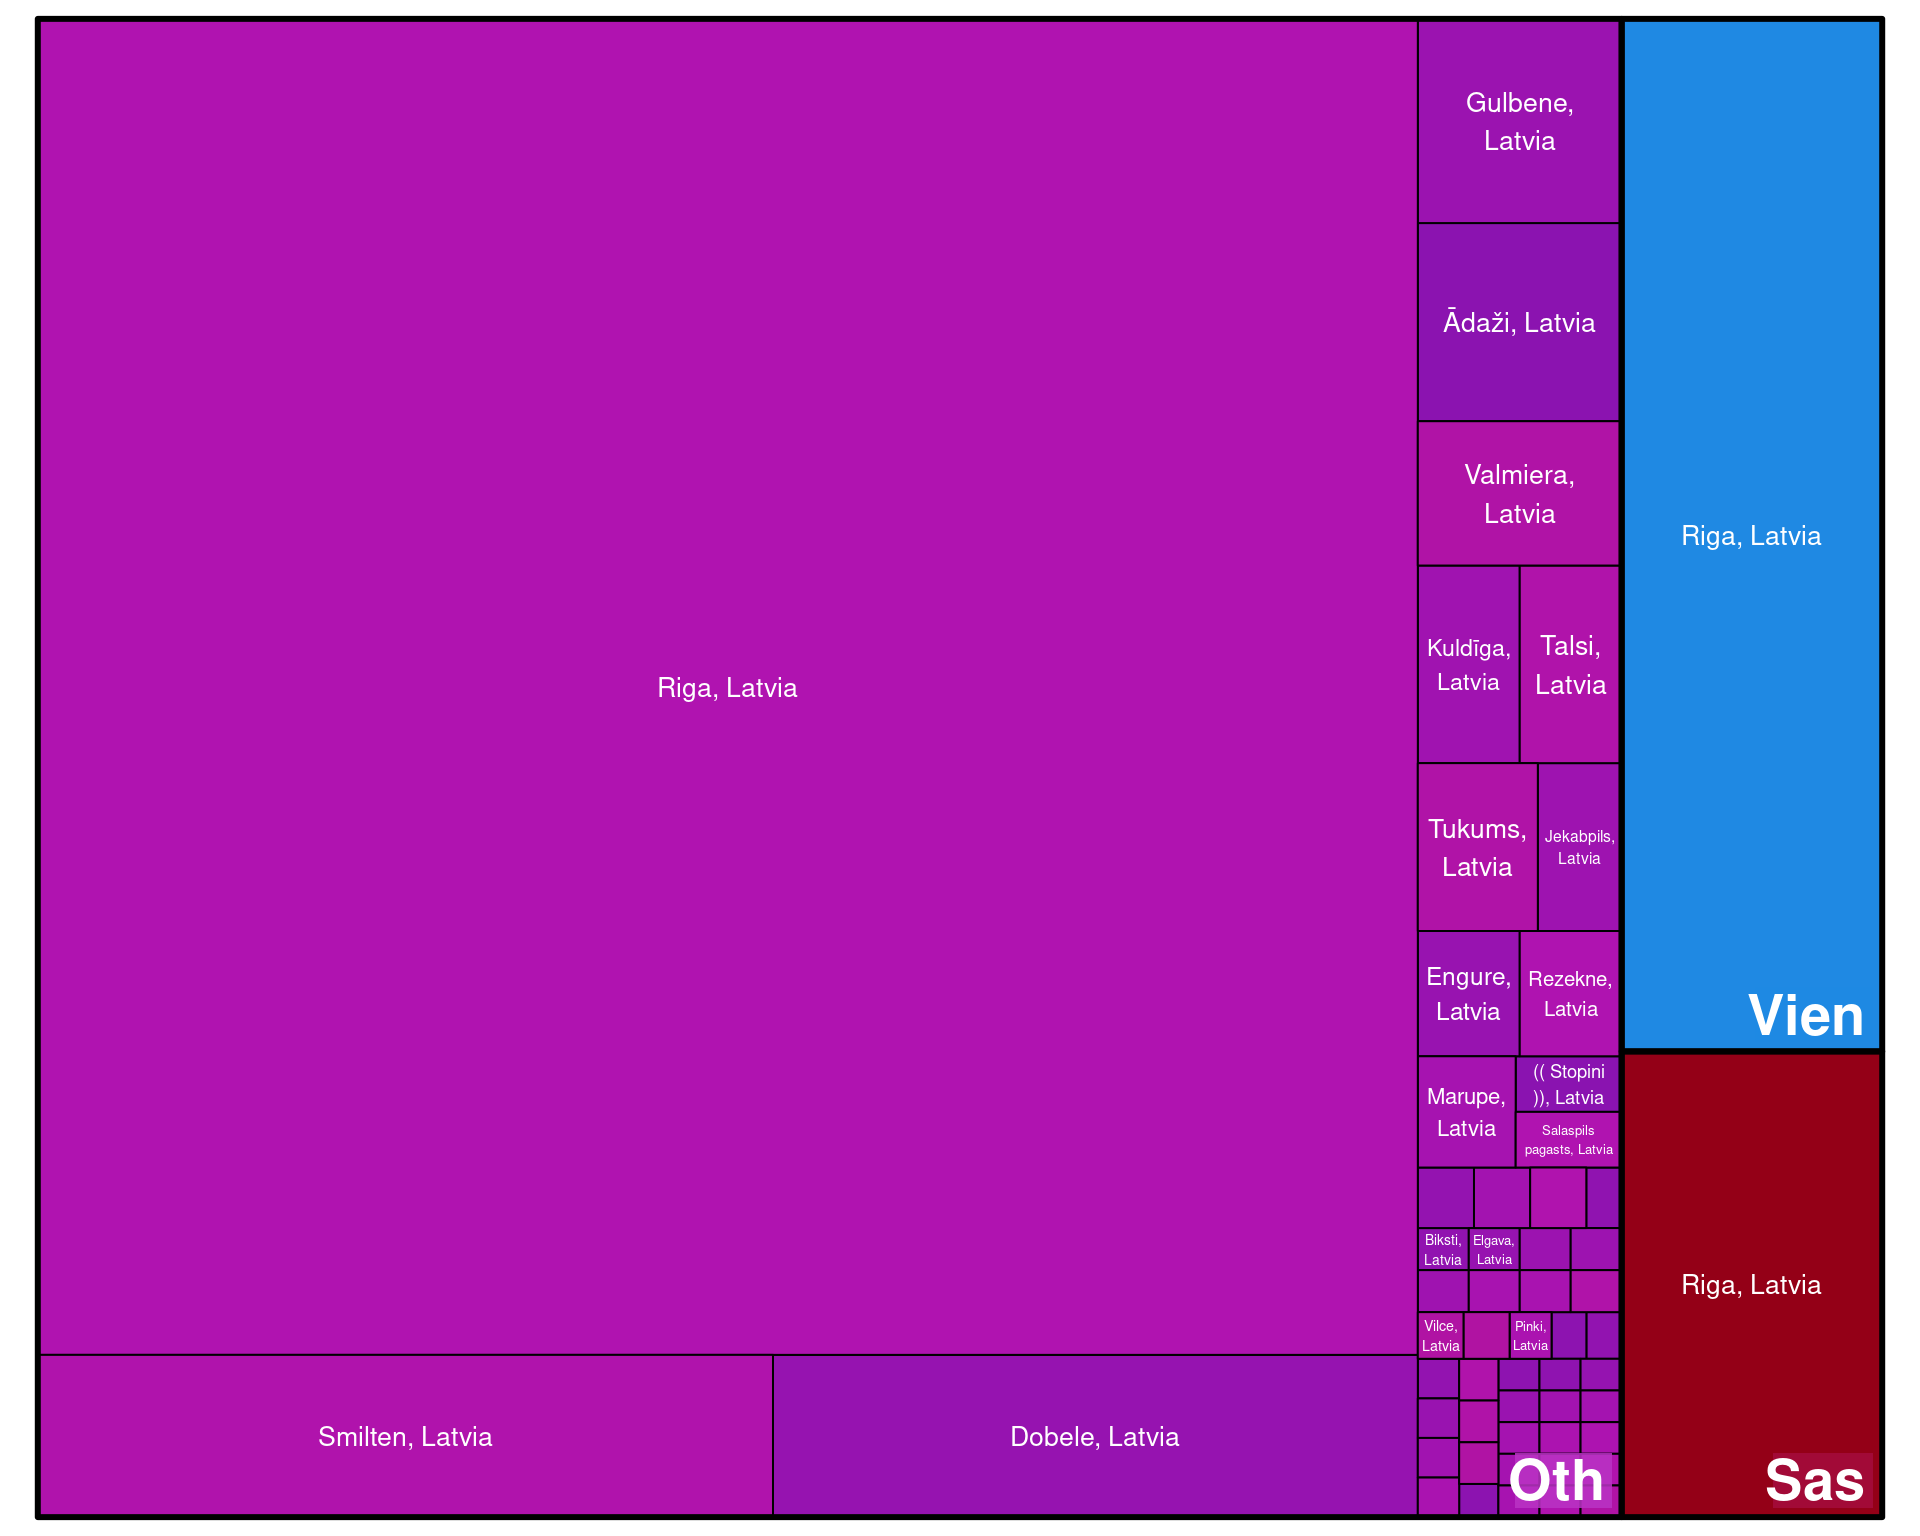 Riga, Latvia
Smilten, Latvia
Dobele, Latvia
Gulbene,
Latvia
Ādaži, Latvia
Valmiera,
Latvia
Kuldīga,
Latvia
Talsi,
Latvia
Tukums,
Latvia
Jekabpils,
Latvia
Engure,
Latvia
Rezekne,
Latvia
Marupe,
Latvia
(( Stopini
)), Latvia
Salaspils
pagasts, Latvia
Biksti,
Latvia
Elgava,
Latvia
Vilce,
Latvia
Pinki,
Latvia
Oth
Riga, Latvia
Vien
Riga, Latvia
Sas